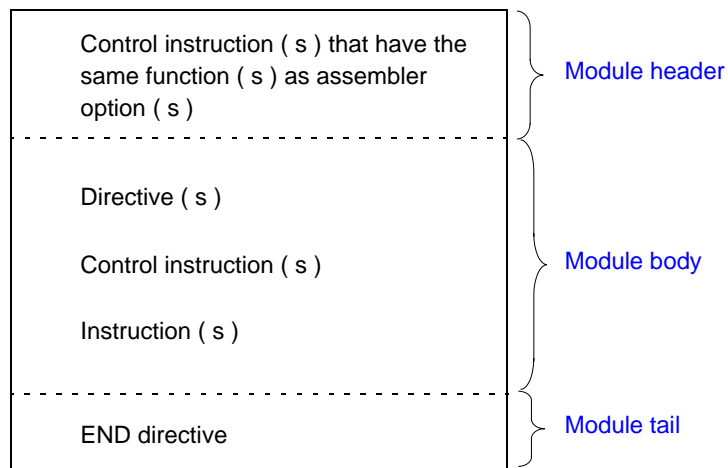 Control instruction ( s ) that have the
same function ( s ) as assembler
option ( s )
Module header
Directive ( s )
Control instruction ( s )
Module body
Instruction ( s )
END directive
Module tail